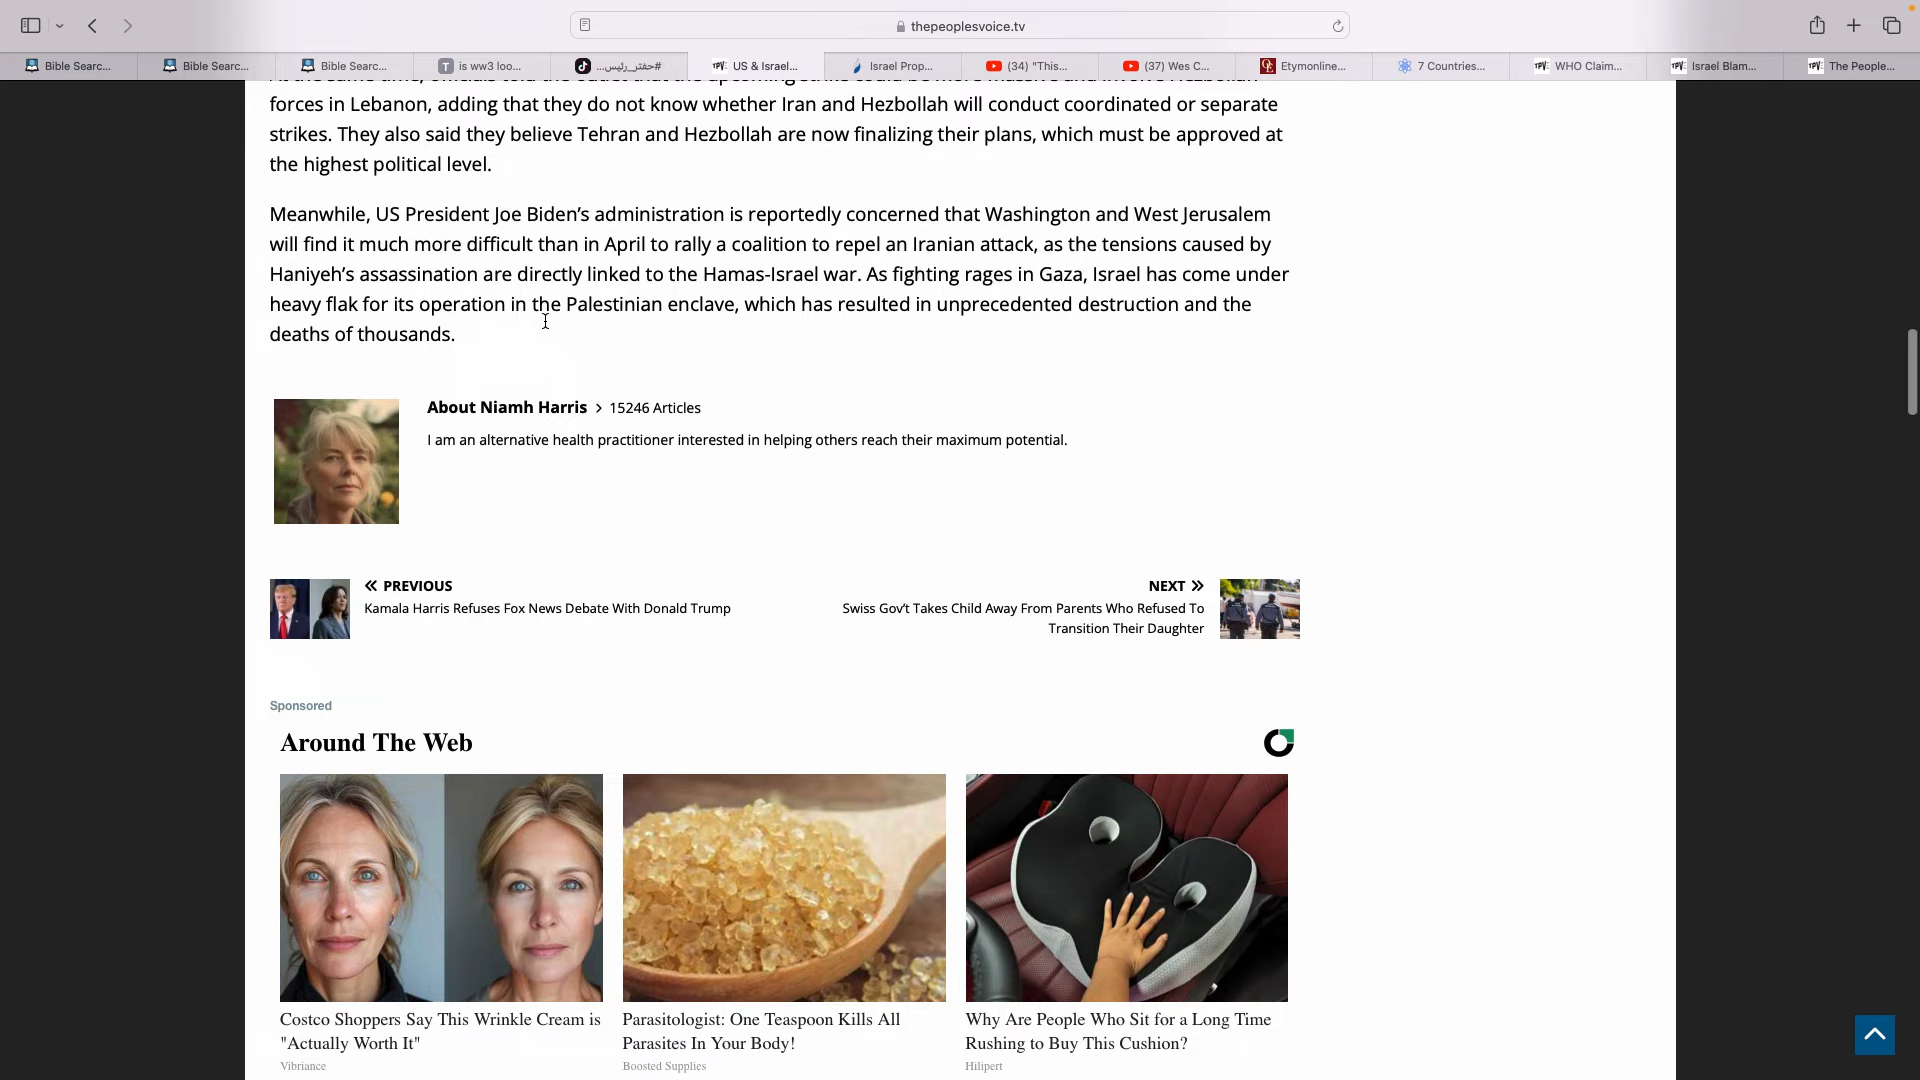 thepeoplesvoice.tv
Bible Searc...
Bible Searc...
Bible Searc...
is ww3 loo...
#حفتر_رئيس...
US & Israel...
Israel Prop...
(34) "This...
(37) Wes C...
Etymonline...
7 Countries...
WHO Claim...
Israel Blam...
The People...
forces in Lebanon, adding that they do not know whether Iran and Hezbollah will conduct coordinated or separate
strikes. They also said they believe Tehran and Hezbollah are now finalizing their plans, which must be approved at
the highest political level.
Meanwhile, US President Joe Biden’s administration is reportedly concerned that Washington and West Jerusalem
will find it much more difficult than in April to rally a coalition to repel an Iranian attack, as the tensions caused by
Haniyeh’s assassination are directly linked to the Hamas-Israel war. As fighting rages in Gaza, Israel has come under
heavy flak for its operation in the Palestinian enclave, which has resulted in unprecedented destruction and the
deaths of thousands.
About Niamh Harris > 15246 Articles
I am an alternative health practitioner interested in helping others reach their maximum potential.
« PREVIOUS
Kamala Harris Refuses Fox News Debate With Donald Trump
NEXT »
Swiss Gov’t Takes Child Away From Parents Who Refused To
Transition Their Daughter
Sponsored
Around The Web
Costco Shoppers Say This Wrinkle Cream is
"Actually Worth It"
Vibriance
Parasitologist: One Teaspoon Kills All
Parasites In Your Body!
Boosted Supplies
Why Are People Who Sit for a Long Time
Rushing to Buy This Cushion?
Hilipert